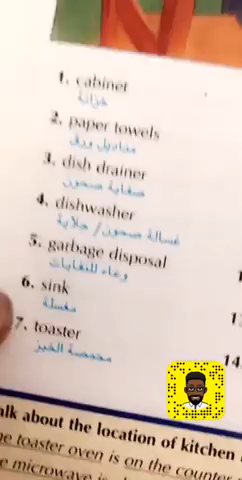 1. cabinet
خزانة
2. paper towels
مناديل ورق
3. dish drainer
صفاية صحون
4. dishwasher
غسالة صحون / جلاية
5. garbage disposal
وعاء للنفايات
6. sink
مغسلة
7. toaster
محمصة الخبز
14.
alk about the location of kitchen
toaster oven is on the counter
microwave is